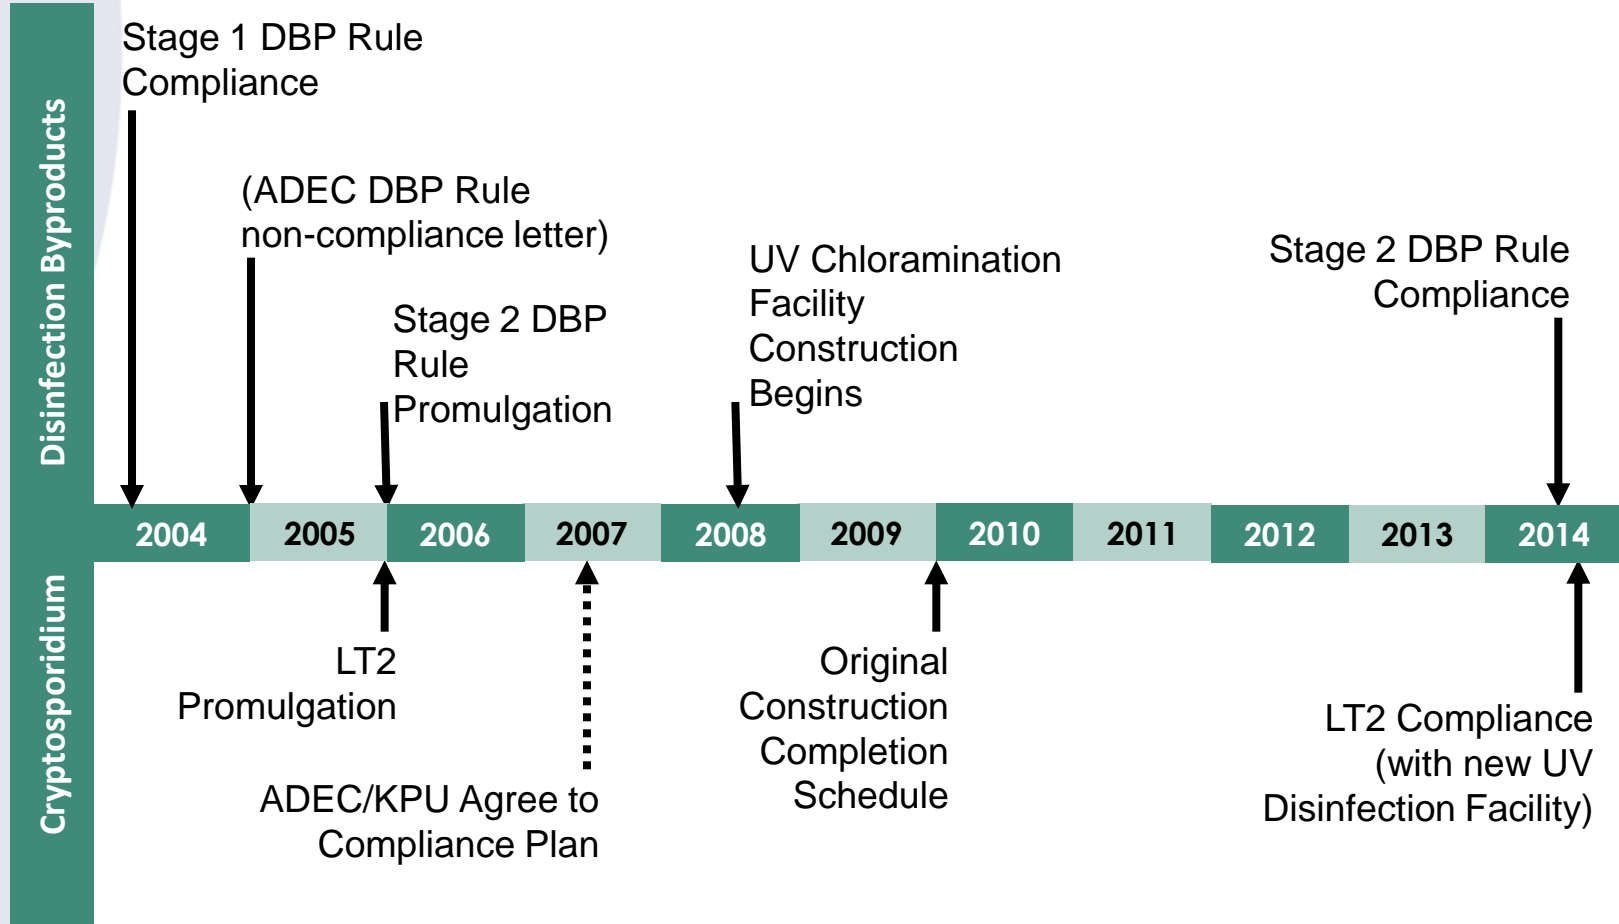 Disinfection Byproducts
Stage 1 DBP Rule
Compliance
(ADEC DBP Rule
non-compliance letter)
Stage 2 DBP
Rule
Promulgation
UV Chloramination
Facility
Construction
Begins
Stage 2 DBP Rule
Compliance
2004 2005 2006 2007 2008 2009 2010 2011 2012 2013 2014
Cryptosporidium
LT2
Promulgation
ADEC/KPU Agree to
Compliance Plan
Original
Construction
Completion
Schedule
LT2 Compliance
(with new UV
Disinfection Facility)